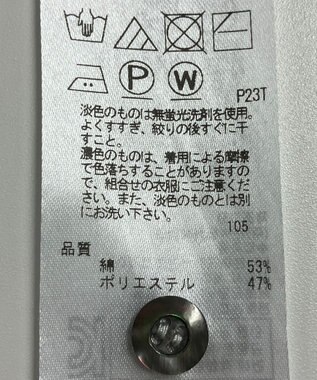 P W P23T
淡色のものは無蛍光洗剤を使用。
よくすすぎ、絞りの後すぐに干
すこと。
濃色のものは、着用による摩擦
で色落ちすることがありますの
で、組合せの衣服にご注意くだ
さい。また、淡色のものとは別
にお洗い下さい。
105
品質
綿 53%
ポリエステル 47%